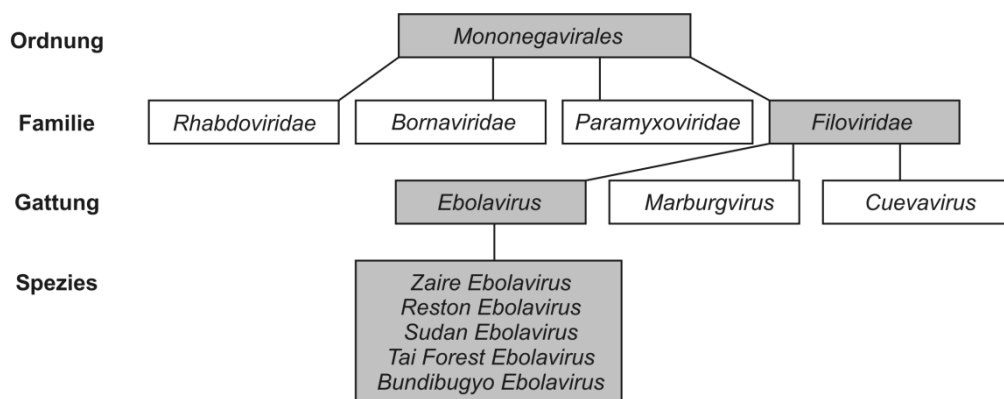 Ordnung
Mononegavirales
Familie
Rhabdoviridae
Bornaviridae
Paramyxoviridae
Filoviridae
Gattung
Ebolavirus
Marburgvirus
Cuevavirus
Spezies
Zaire Ebolavirus
Reston Ebolavirus
Sudan Ebolavirus
Tai Forest Ebolavirus
Bundibugyo Ebolavirus